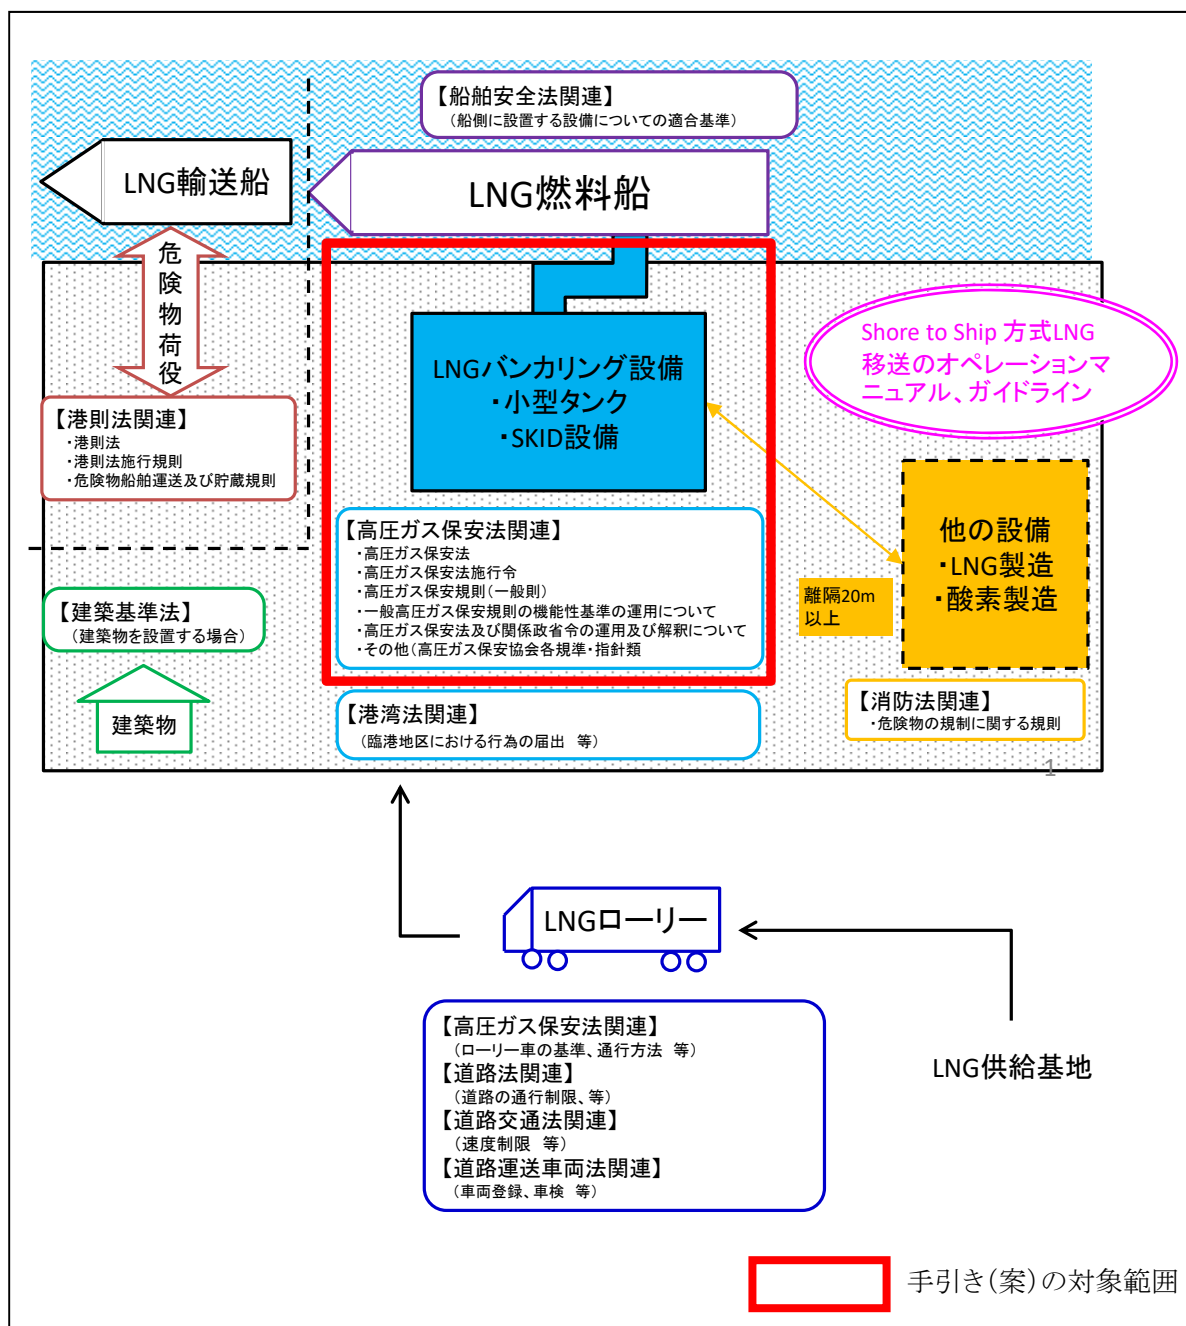 【船舶安全法関連】
（船側に設置する設備についての適合基準）
LNG輸送船
LNG燃料船
危
険
物
荷
役
LNGバンカリング設備
・小型タンク
・SKID設備
Shore to Ship 方式LNG
移送のオペレーションマ
ニュアル、ガイドライン
【港則法関連】
・港則法
・港則法施行規則
・危険物船舶運送及び貯蔵規則
【高圧ガス保安法関連】
・高圧ガス保安法
・高圧ガス保安法施行令
・高圧ガス保安規則（一般則）
・一般高圧ガス保安規則の機能性基準の運用について
・高圧ガス保安法及び関係政省令の運用及び解釈について
・その他（高圧ガス保安協会各規準・指針類
他の設備
・LNG製造
・酸素製造
離隔20m
以上
【建築基準法】
（建築物を設置する場合）
建築物
【港湾法関連】
（臨港地区における行為の届出　等）
【消防法関連】
・危険物の規制に関する規則
1
LNGローリー
【高圧ガス保安法関連】
（ローリー車の基準、通行方法　等）
【道路法関連】
（道路の通行制限、等）
【道路交通法関連】
（速度制限　等）
【道路運送車両法関連】
（車両登録、車検　等）
LNG供給基地
手引き（案）の対象範囲